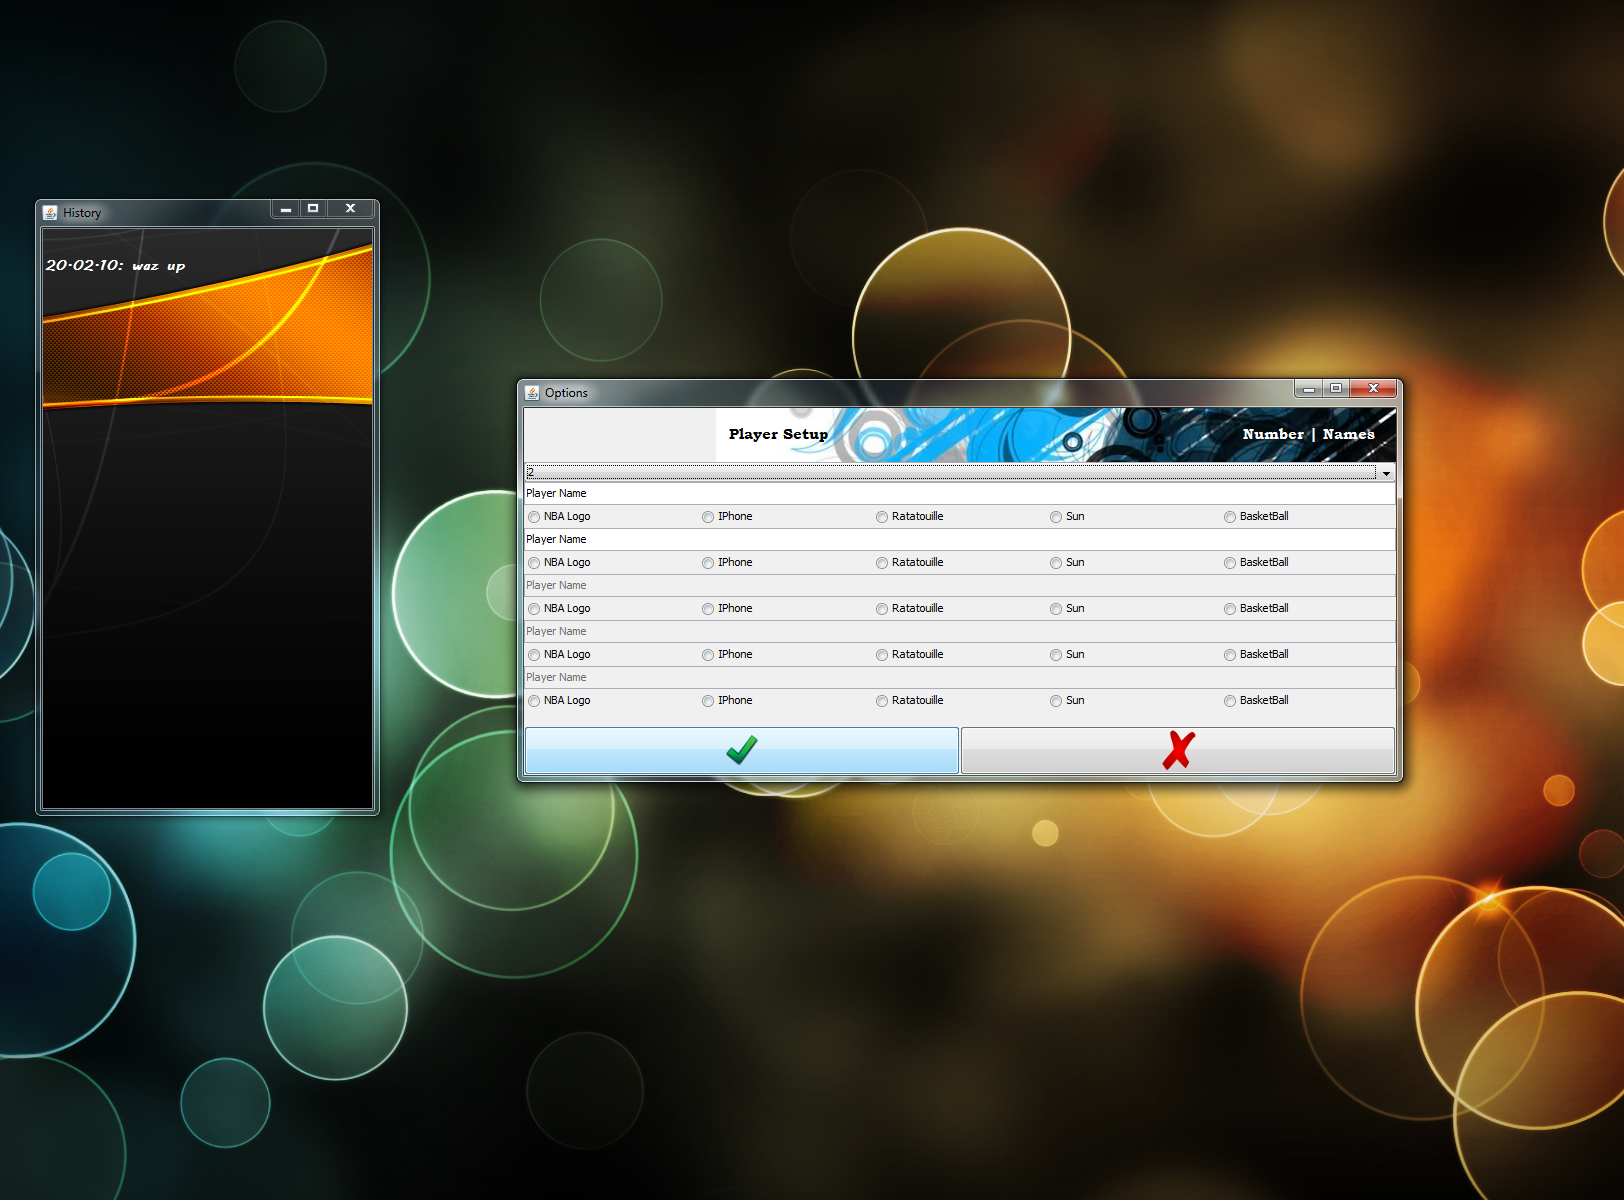 History
20-02-10: waz up
Options
Player Setup
Number | Names
2
Player Name
NBA Logo IPhone Ratatouille Sun BasketBall
Player Name
NBA Logo IPhone Ratatouille Sun BasketBall
Player Name
NBA Logo IPhone Ratatouille Sun BasketBall
Player Name
NBA Logo IPhone Ratatouille Sun BasketBall
Player Name
NBA Logo IPhone Ratatouille Sun BasketBall